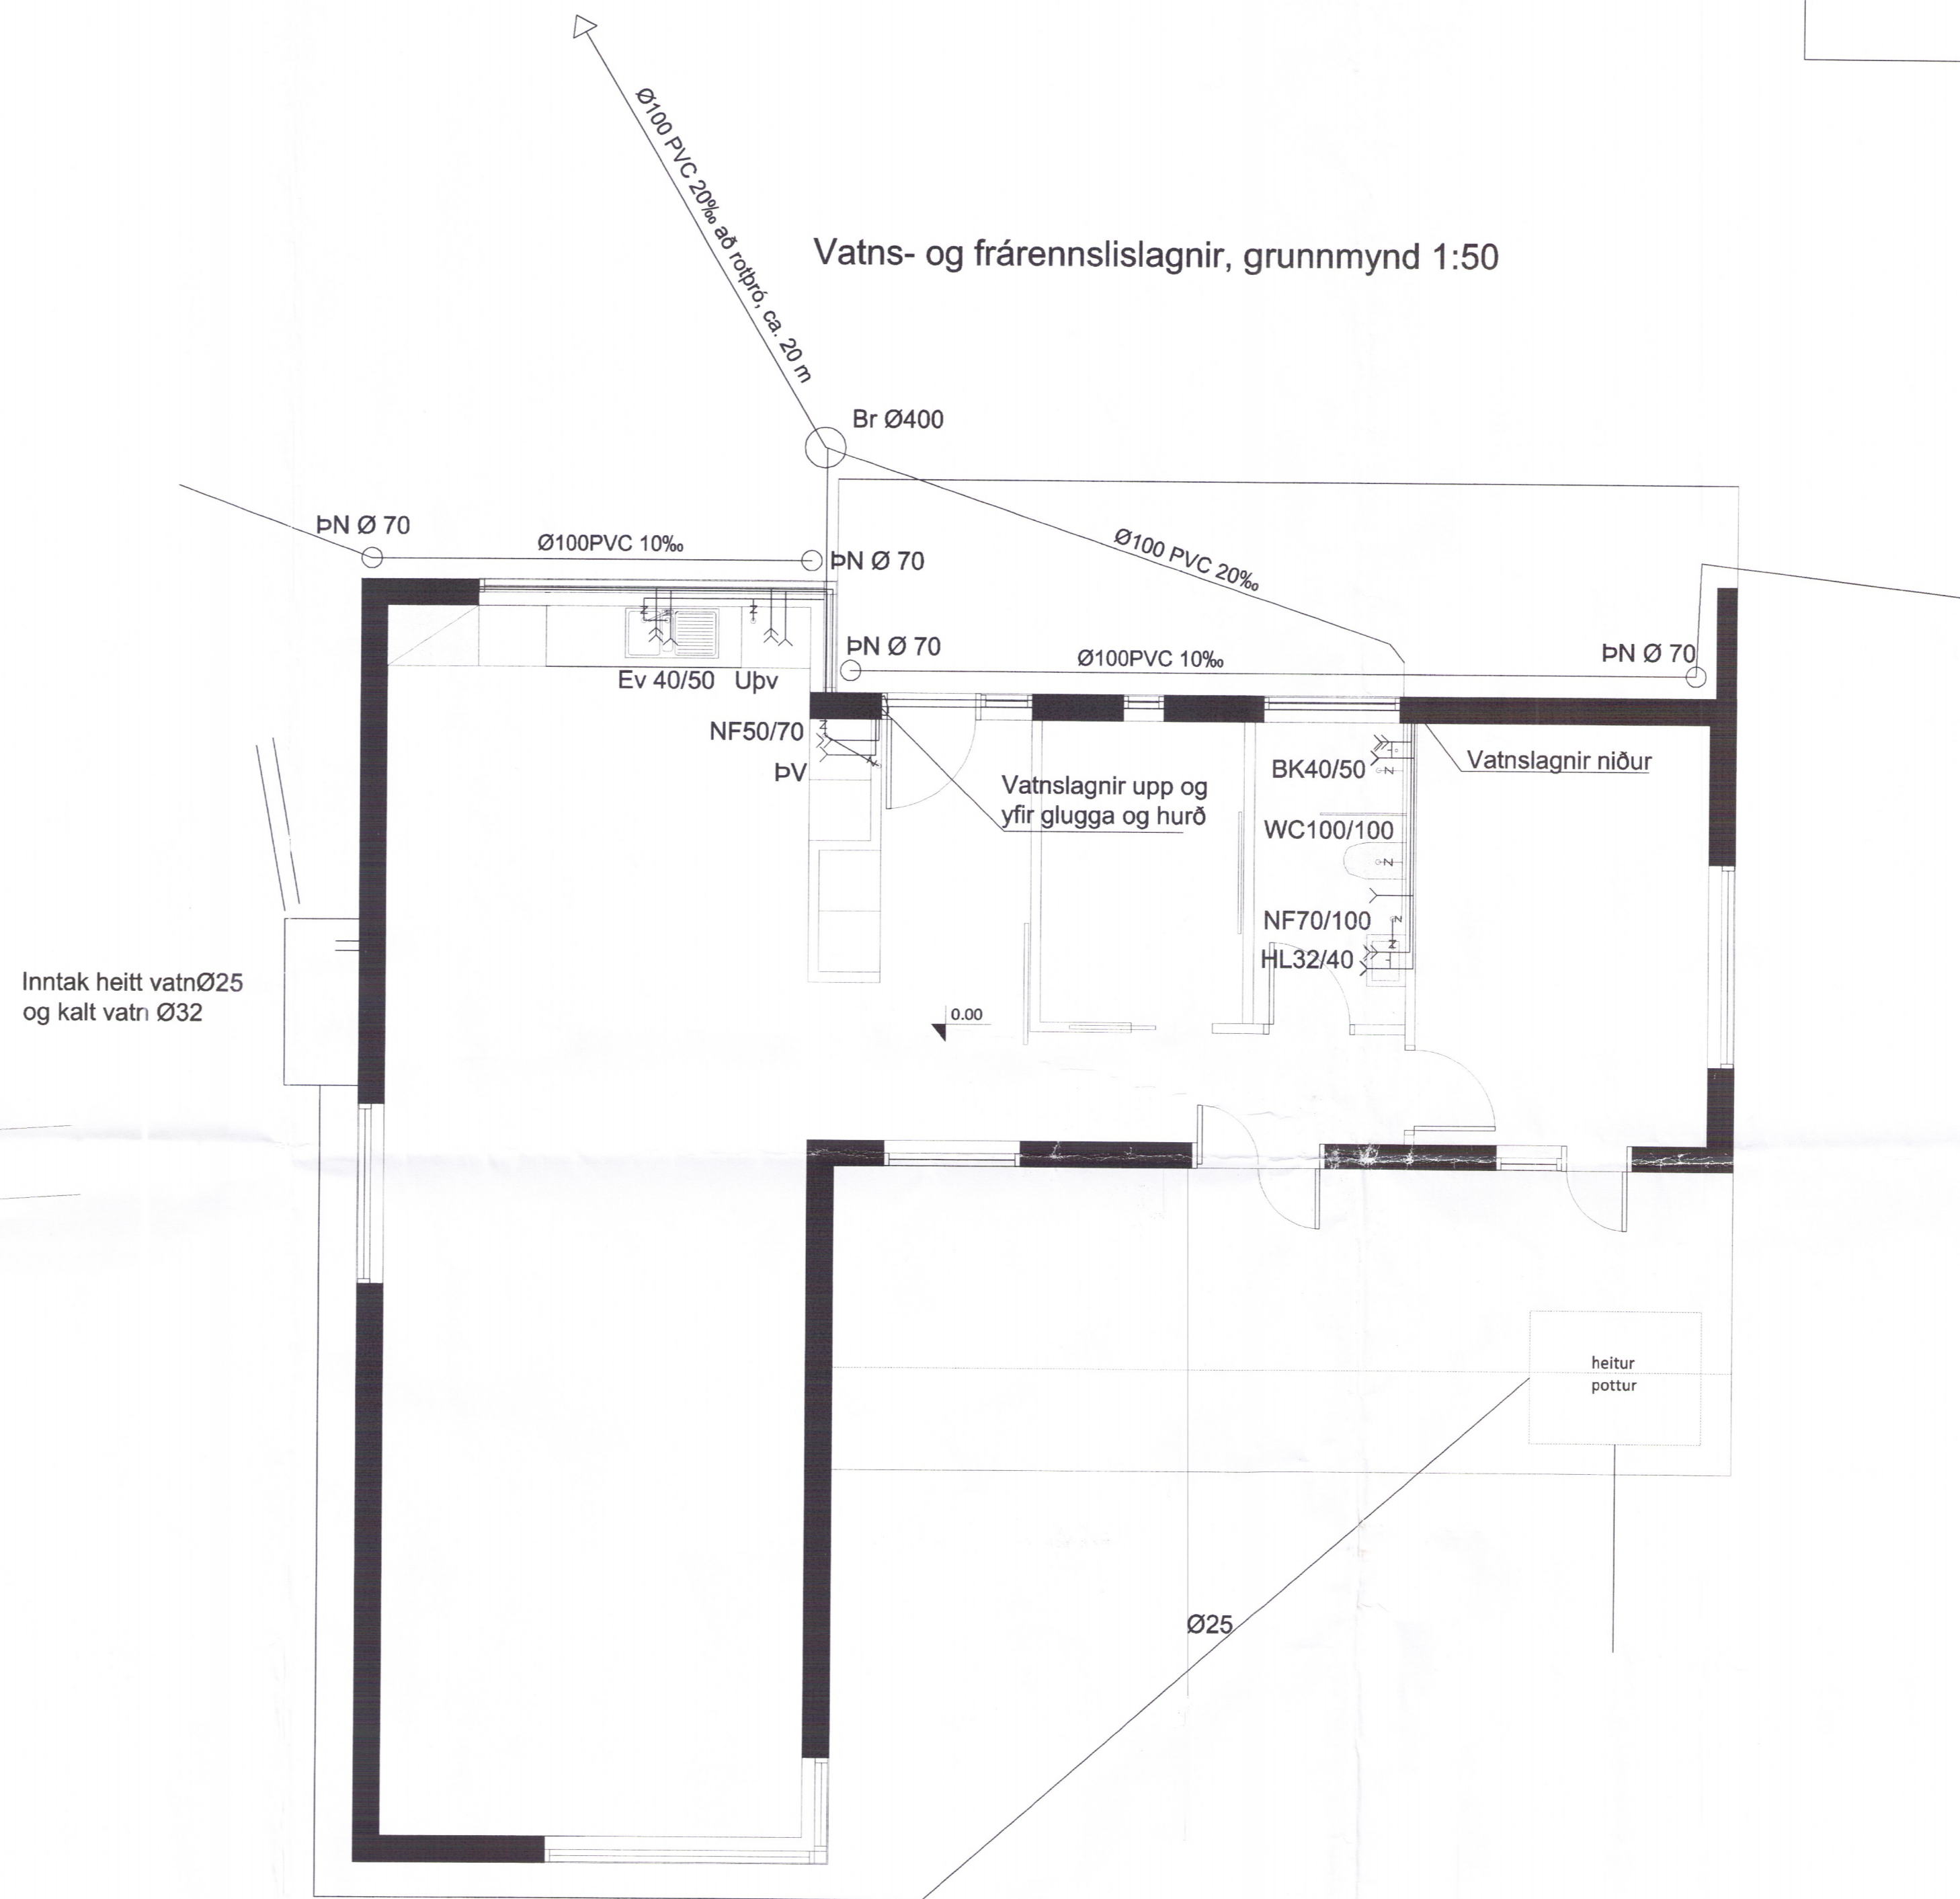 Ø100 PVC 20‰ að rotþró, ca. 20 m
Vatns- og frárennslislagnir, grunnmynd 1:50
Br Ø400
ÞN Ø 70
Ø100PVC 10‰
ÞN Ø 70
Ø100 PVC 20‰
ÞN Ø 70
Ø100PVC 10‰
ÞN Ø 70
Ev 40/50 Uþv
NF50/70
ÞV
Vatnslagnir upp og
yfir glugga og hurð
BK40/50
Vatnslagnir niður
WC100/100
NF70/100
HL32/40
Inntak heitt vatnØ25
og kalt vatn Ø32
0.00
heitur
pottur
Ø25